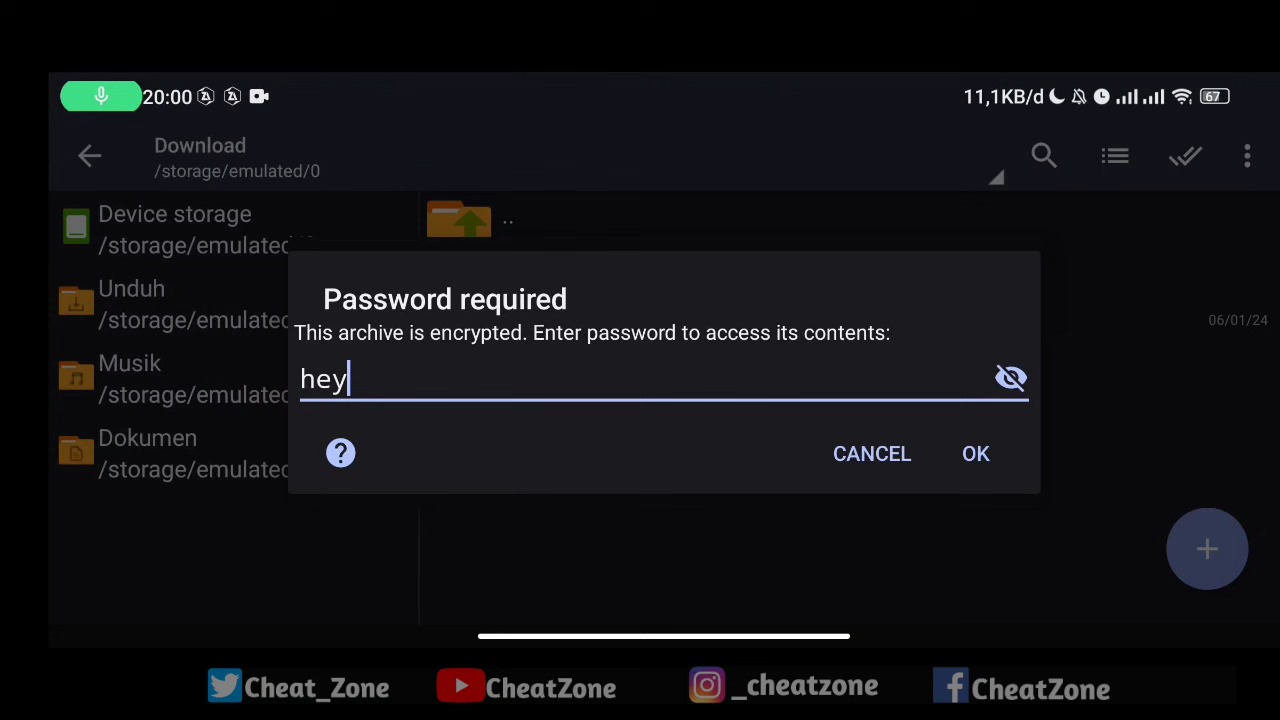 20:00
11,1KB/d
67
Download
/storage/emulated/0
Device storage
/storage/emulated
..
Unduh
/storage/emulated
06/01/24
Musik
/storage/emulated
Dokumen
/storage/emulated
Password required
This archive is encrypted. Enter password to access its contents:
hey
?
CANCEL
OK
Cheat_Zone
CheatZone
_cheatzone
CheatZone